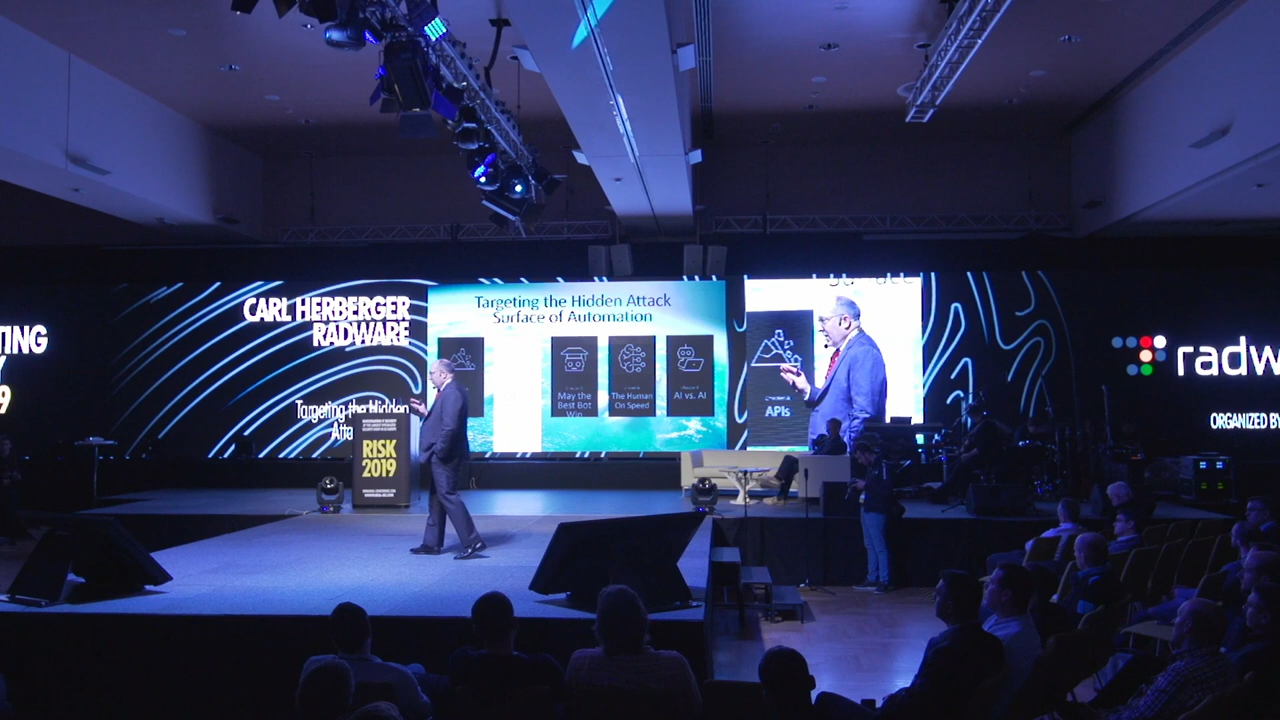 TING
Y
9
CARL HERBERGER
RADWARE
Targeting the Hidden
Atta
RISK
2019
Targeting the Hidden Attack
Surface of Automation
May the
Best Bot
Win
The Human
On Speed
AI vs. AI
APIs
radw
ORGANIZED BY